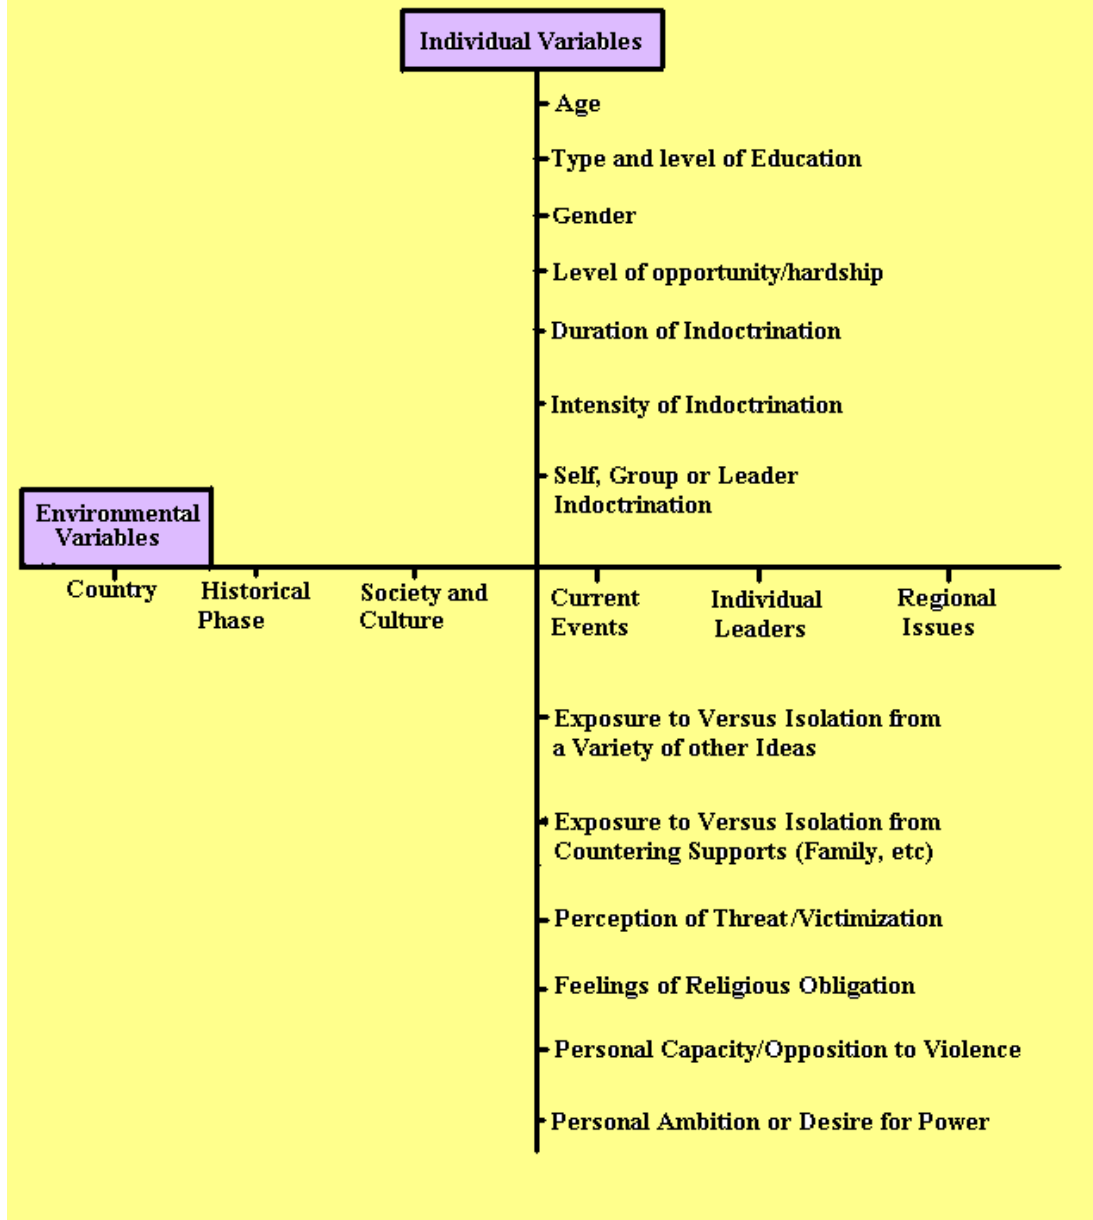 Individual Variables
Age
Type and level of Education
Gender
Level of opportunity/hardship
Duration of Indoctrination
Intensity of Indoctrination
Self, Group or Leader
Indoctrination
Environmental
Variables
Country
Historical
Phase
Society and
Culture
Current
Events
Individual
Leaders
Regional
Issues
Exposure to Versus Isolation from
a Variety of other Ideas
Exposure to Versus Isolation from
Countering Supports (Family, etc)
Perception of Threat/Victimization
Feelings of Religious Obligation
Personal Capacity/Opposition to Violence
Personal Ambition or Desire for Power